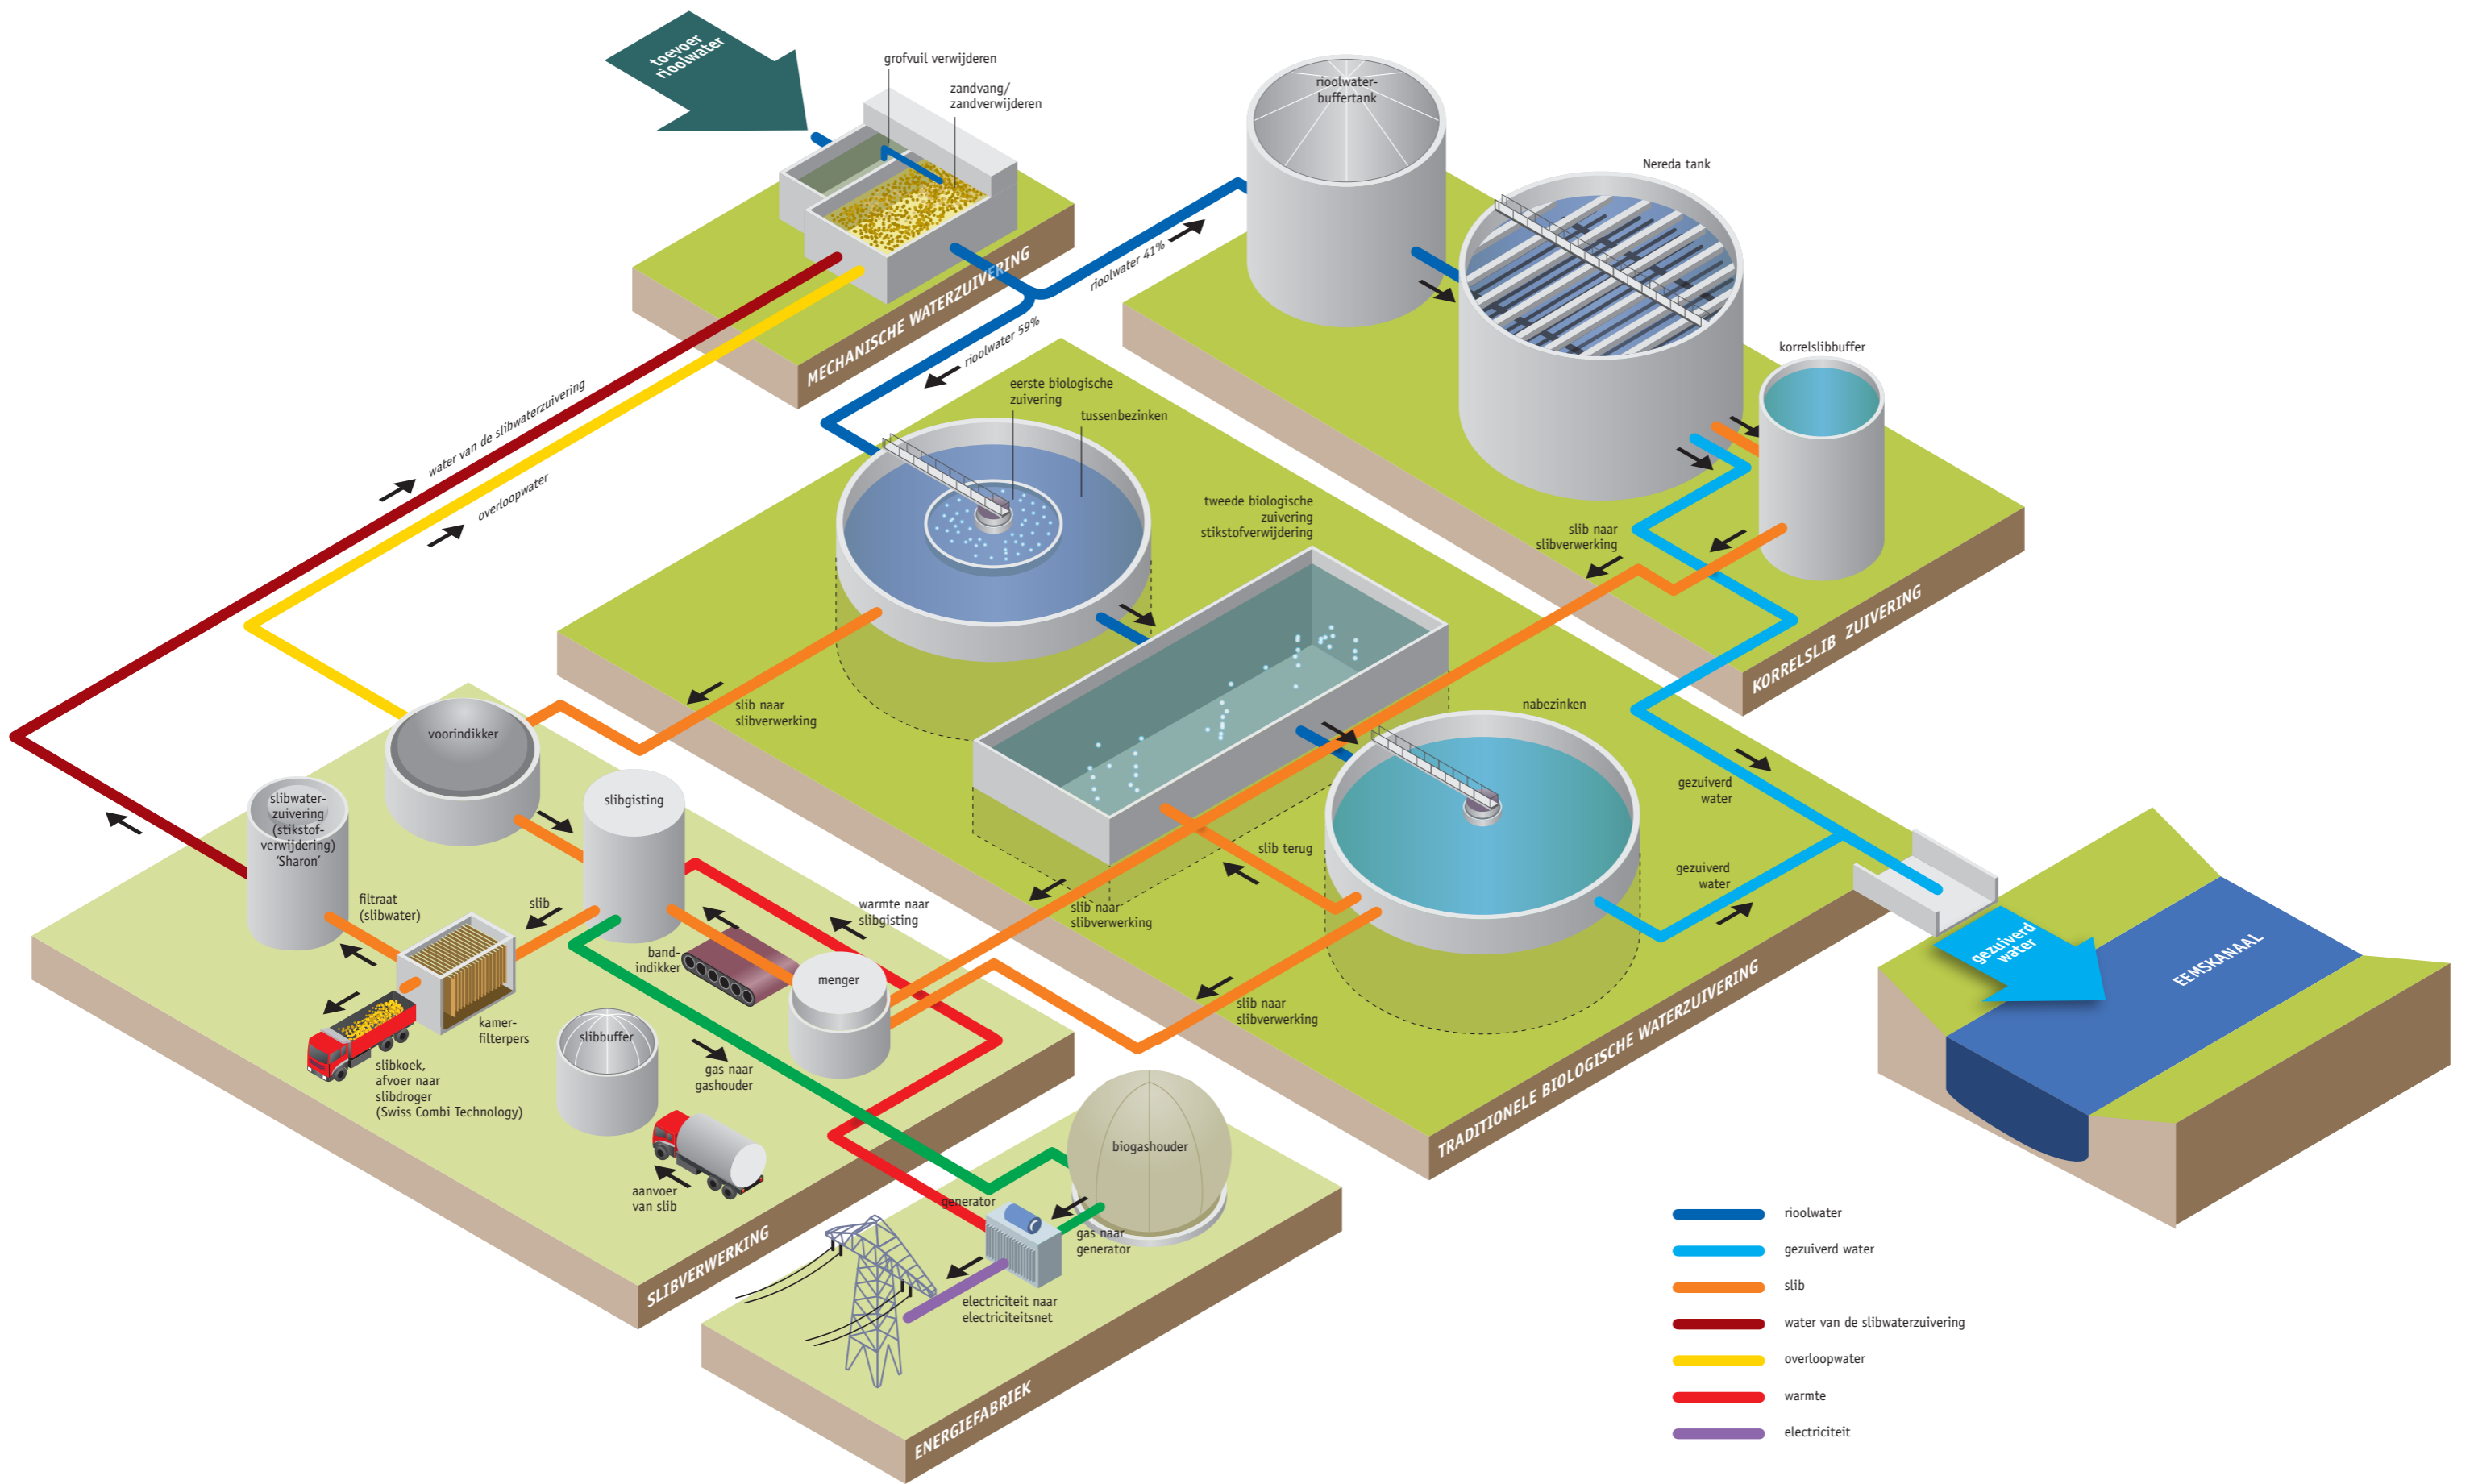 toevoer
rioolwater
grofvuil verwijderen
zandvang/
zandverwijderen
MECHANISCHE WATERZUIVERING
rioolwater 41%
rioolwater 59%
rioolwater-
buffertank
Nereda tank
korrelslibbuffer
slib naar
slibverwerking
KORRELSLIB ZUIVERING
eerste biologische
zuivering
tussenbezinken
tweede biologische
zuivering
stikstofverwijdering
water van de slibwaterzuivering
overloopwater
slib naar
slibverwerking
nabezinken
gezuiverd
water
gezuiverd
water
slib terug
slib naar
slibverwerking
slib naar
slibverwerking
TRADITIONELE BIOLOGISCHE WATERZUIVERING
gezuiverd
water
EEMSKANAAL
voorindikker
slibgisting
slibwater-
zuivering
(stikstof-
verwijdering)
‘Sharon’
filtraat
(slibwater)
slib
warmte naar
slibgisting
band-
indikker
menger
kamer-
filterpers
slibbuffer
slibkoek,
afvoer naar
slibdroger
(Swiss Combi Technology)
gas naar
gashouder
aanvoer
van slib
SLIBVERWERKING
biogashouder
generator
gas naar
generator
electriciteit naar
electriciteitsnet
ENERGIEFABRIEK
rioolwater
gezuiverd water
slib
water van de slibwaterzuivering
overloopwater
warmte
electriciteit